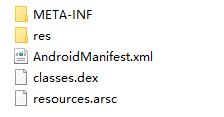 META-INF
res
AndroidManifest.xml
classes.dex
resources.arsc